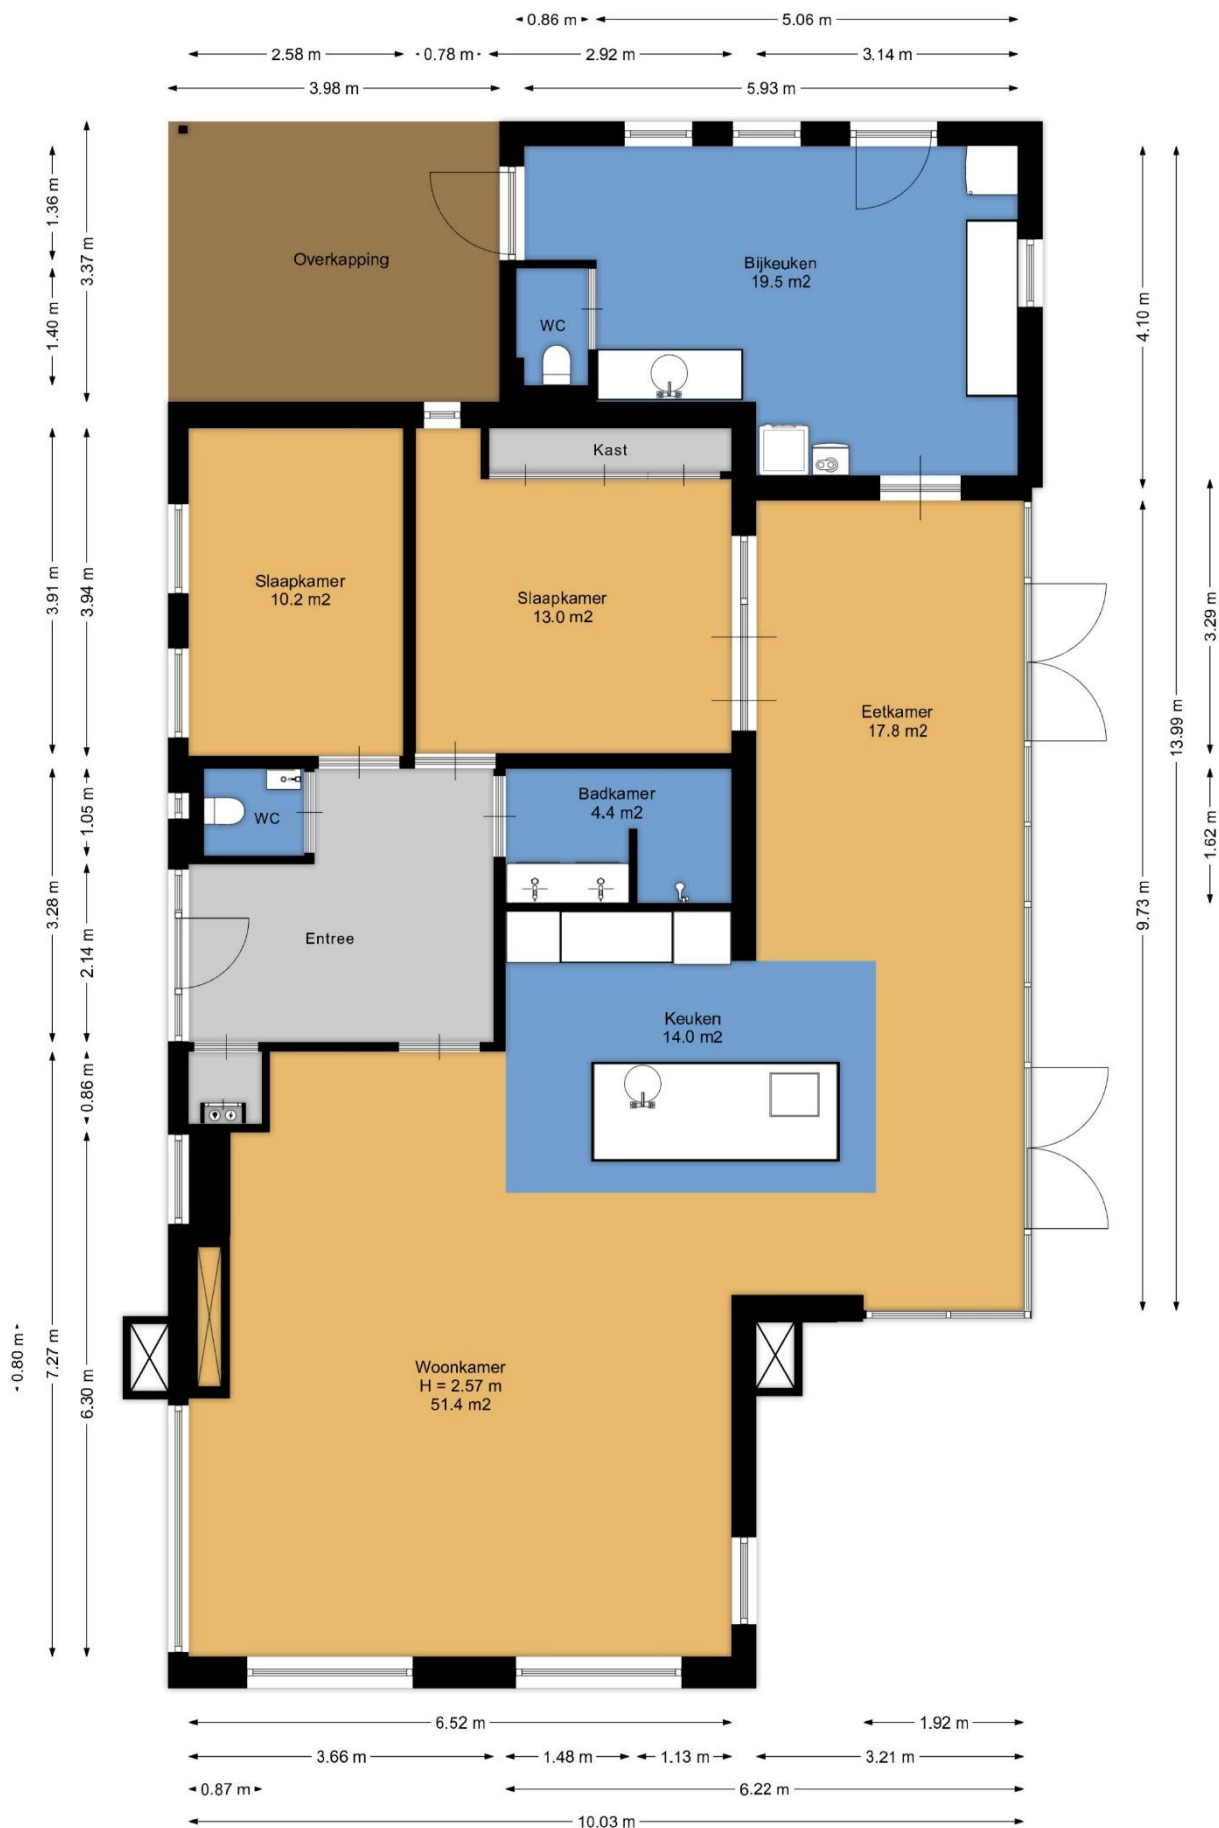 0.86 m
5.06 m
2.58 m
0.78 m
2.92 m
3.14 m
3.98 m
5.93 m
1.36 m
3.37 m
1.40 m
Overkapping
Bijkeuken
19.5 m2
WC
4.10 m
Kast
3.91 m
3.94 m
Slaapkamer
10.2 m2
Slaapkamer
13.0 m2
3.29 m
Eetkamer
17.8 m2
13.99 m
1.05 m
WC
Badkamer
4.4 m2
1.62 m
3.28 m
2.14 m
Entree
9.73 m
Keuken
14.0 m2
0.86 m
0.80 m
7.27 m
6.30 m
Woonkamer
H = 2.57 m
51.4 m2
6.52 m
1.92 m
3.66 m
1.48 m
1.13 m
3.21 m
0.87 m
6.22 m
10.03 m